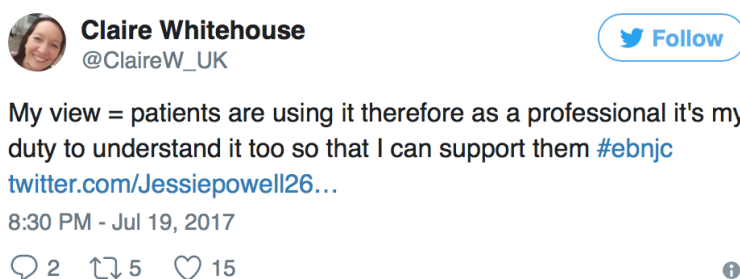 Claire Whitehouse
Follow
@ClaireW_UK
My view = patients are using it therefore as a professional it's my
duty to understand it too so that I can support them #ebnjc
twitter.com/Jessiepowell26…
8:30 PM - Jul 19, 2017
2 5 15